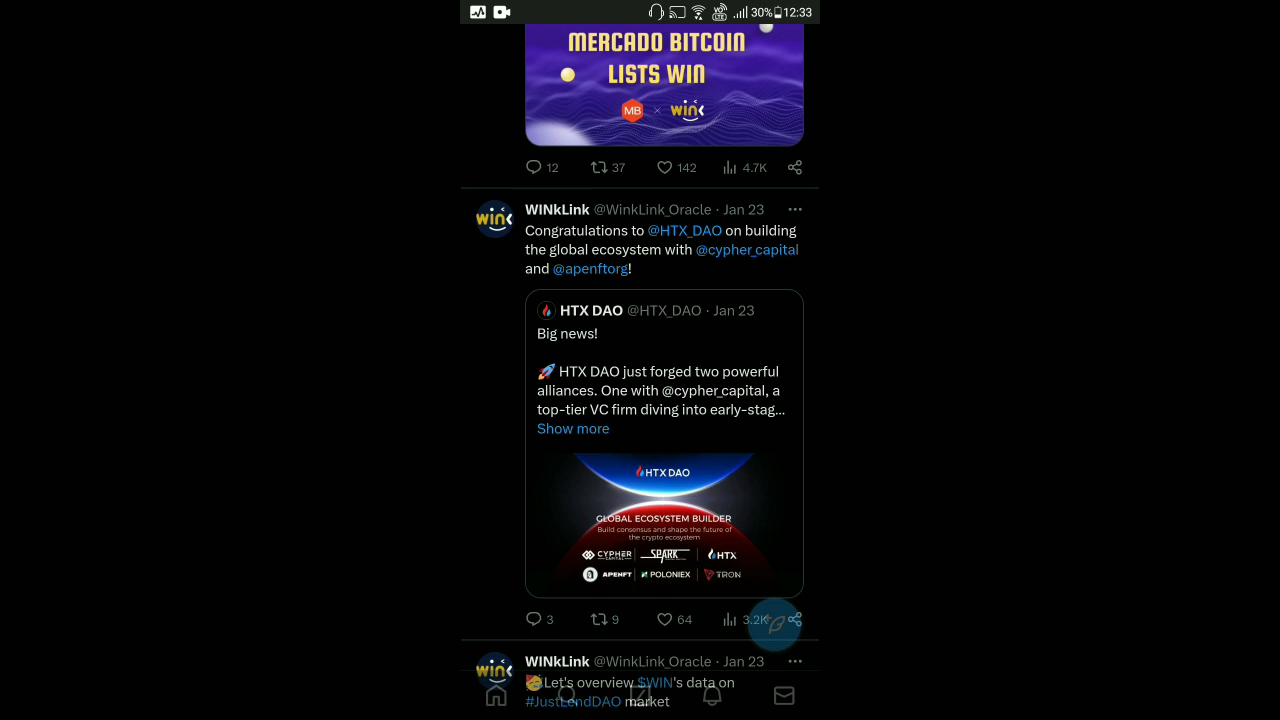 30% 12:33
MERCADO BITCOIN
LISTS WIN
MB × wink
12 37 142 4.7K
WINkLink @WinkLink_Oracle · Jan 23 ...
Congratulations to @HTX_DAO on building
the global ecosystem with @cypher_capital
and @apenftorg!
HTX DAO @HTX_DAO · Jan 23
Big news!
🚀 HTX DAO just forged two powerful
alliances. One with @cypher_capital, a
top-tier VC firm diving into early-stag...
Show more
HTX DAO
GLOBAL ECOSYSTEM BUILDER
Build consensus and shape the future of
the crypto ecosystem
CYPHER CAPITAL | SPARK | HTX
APENFT | POLONIEX | TRON
3 9 64 3.2K
WINkLink @WinkLink_Oracle · Jan 23 ...
🥳Let's overview $WIN's data on
#JustLendDAO market